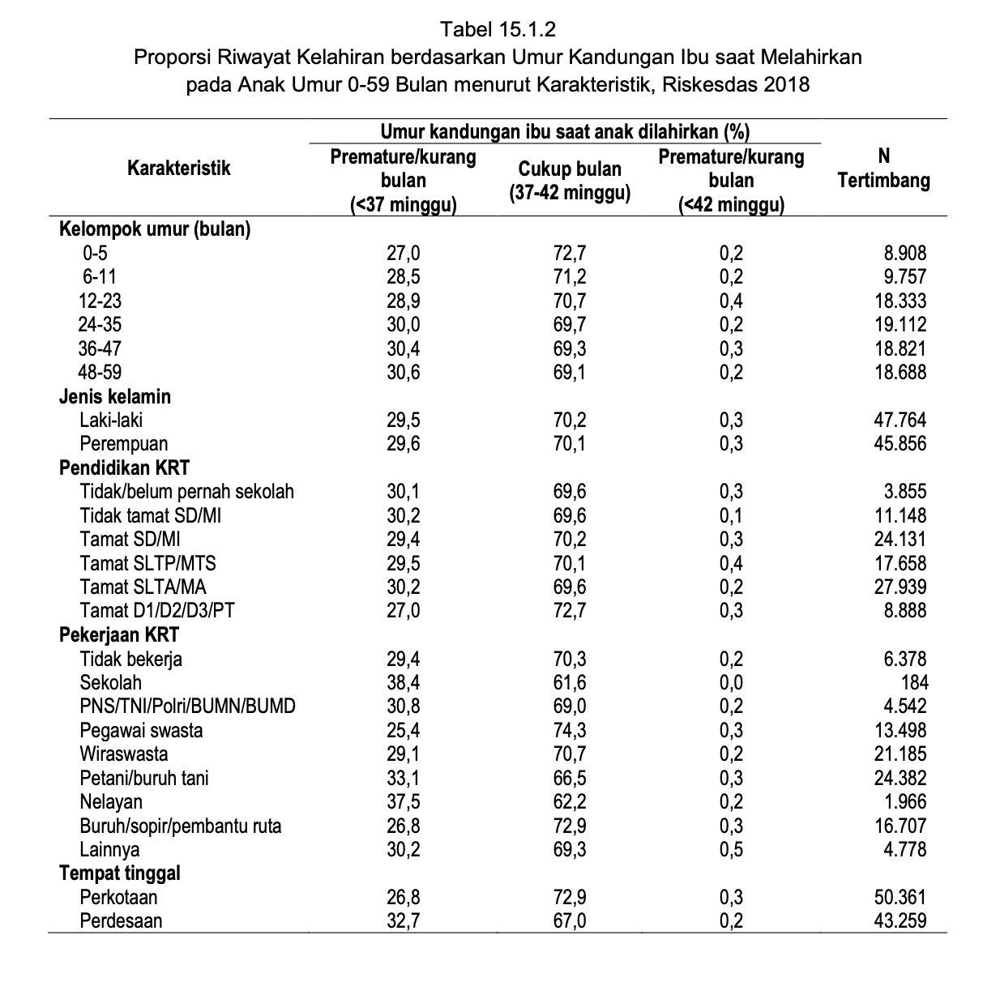 Tabel 15.1.2
Proporsi Riwayat Kelahiran berdasarkan Umur Kandungan Ibu saat Melahirkan
pada Anak Umur 0-59 Bulan menurut Karakteristik, Riskesdas 2018
Karakteristik
Umur kandungan ibu saat anak dilahirkan (%)
Premature/kurang
bulan
(<37 minggu)
Cukup bulan
(37-42 minggu)
Premature/kurang
bulan
(<42 minggu)
N
Tertimbang
Kelompok umur (bulan)
0-5 27,0 72,7 0,2 8.908
6-11 28,5 71,2 0,2 9.757
12-23 28,9 70,7 0,4 18.333
24-35 30,0 69,7 0,2 19.112
36-47 30,4 69,3 0,3 18.821
48-59 30,6 69,1 0,2 18.688
Jenis kelamin
Laki-laki 29,5 70,2 0,3 47.764
Perempuan 29,6 70,1 0,3 45.856
Pendidikan KRT
Tidak/belum pernah sekolah 30,1 69,6 0,3 3.855
Tidak tamat SD/MI 30,2 69,6 0,1 11.148
Tamat SD/MI 29,4 70,2 0,3 24.131
Tamat SLTP/MTS 29,5 70,1 0,4 17.658
Tamat SLTA/MA 30,2 69,6 0,2 27.939
Tamat D1/D2/D3/PT 27,0 72,7 0,3 8.888
Pekerjaan KRT
Tidak bekerja 29,4 70,3 0,2 6.378
Sekolah 38,4 61,6 0,0 184
PNS/TNI/Polri/BUMN/BUMD 30,8 69,0 0,2 4.542
Pegawai swasta 25,4 74,3 0,3 13.498
Wiraswasta 29,1 70,7 0,2 21.185
Petani/buruh tani 33,1 66,5 0,3 24.382
Nelayan 37,5 62,2 0,2 1.966
Buruh/sopir/pembantu ruta 26,8 72,9 0,3 16.707
Lainnya 30,2 69,3 0,5 4.778
Tempat tinggal
Perkotaan 26,8 72,9 0,3 50.361
Perdesaan 32,7 67,0 0,2 43.259